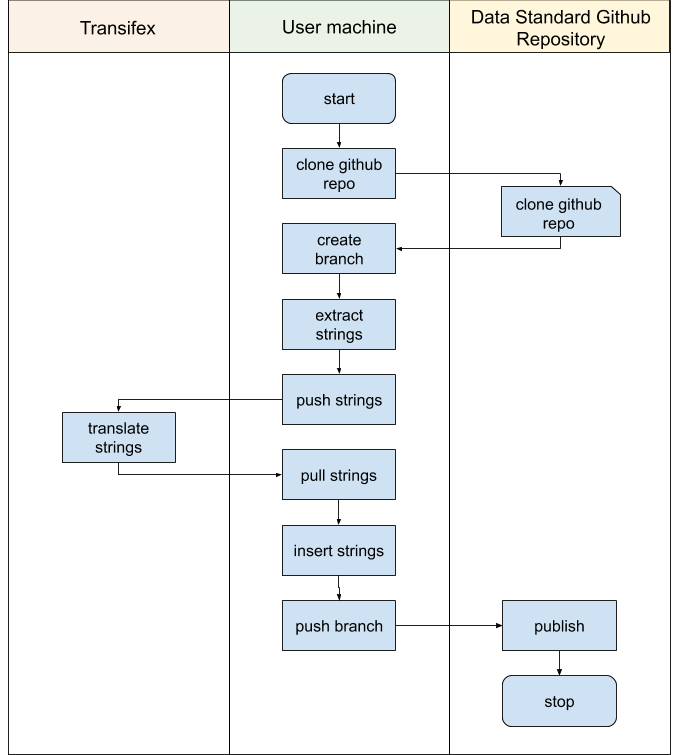 Transifex
User machine
Data Standard Github
Repository
start
clone github
repo
clone github
repo
create
branch
extract
strings
push strings
translate
strings
pull strings
insert strings
push branch
publish
stop